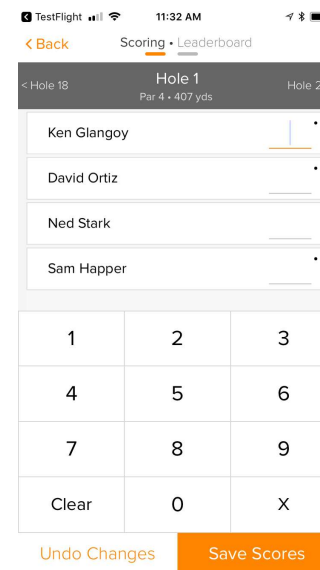 TestFlight 11:32 AM
< Back Scoring • Leaderboard
< Hole 18 Hole 1 Hole 2
Par 4 • 407 yds
Ken Glangoy
David Ortiz
Ned Stark
Sam Happer
1 2 3
4 5 6
7 8 9
Clear 0 X
Undo Changes Save Scores